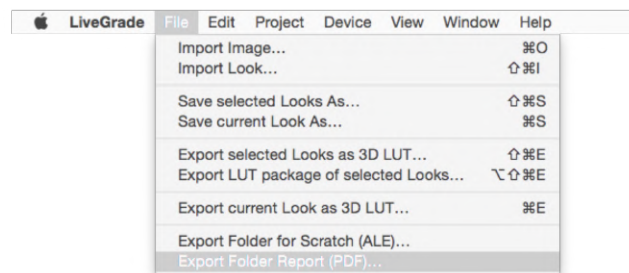 LiveGrade File Edit Project Device View Window Help
Import Image... ⌘O
Import Look... ⇧⌘I
Save selected Looks As... ⇧⌘S
Save current Look As... ⌘S
Export selected Looks as 3D LUT... ⇧⌘E
Export LUT package of selected Looks... ⌥⇧⌘E
Export current Look as 3D LUT... ⌘E
Export Folder for Scratch (ALE)...
Export Folder Report (PDF)...